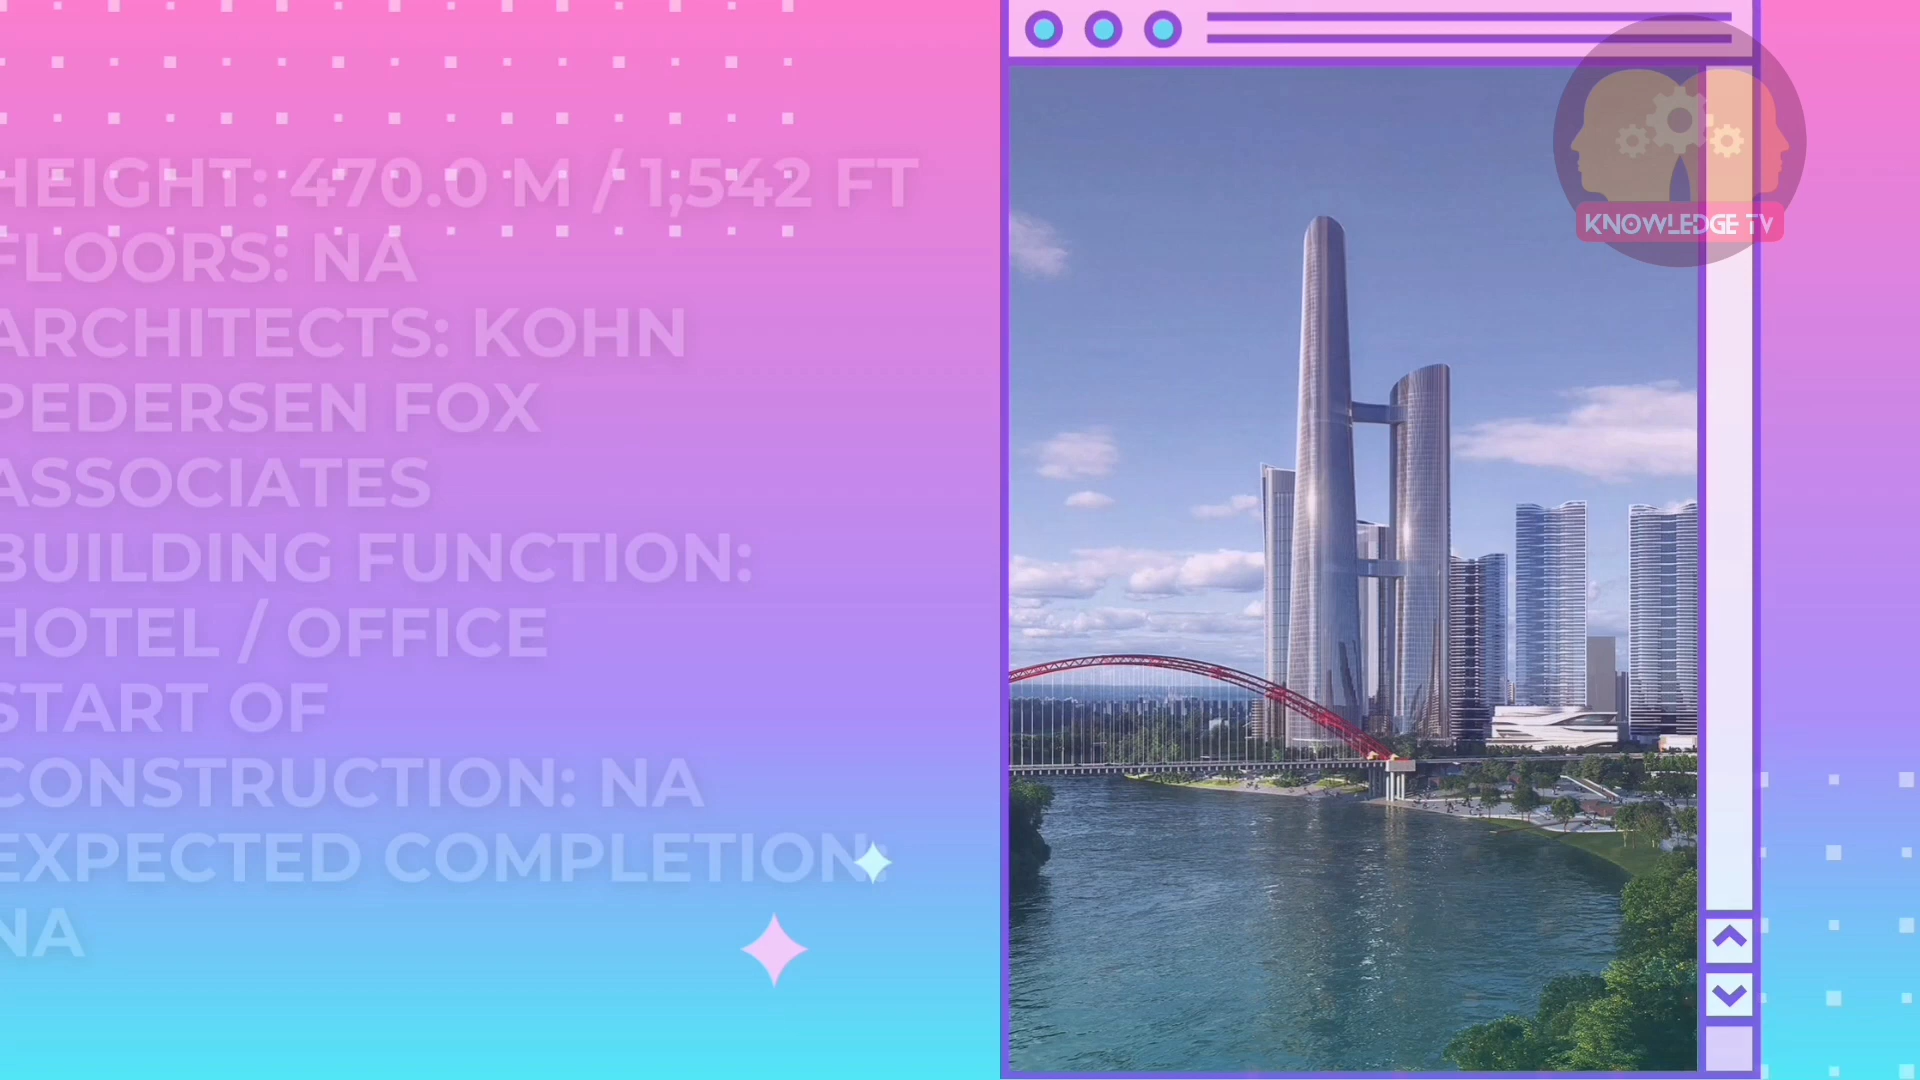 HEIGHT: 470.0 M / 1,542 FT
FLOORS: NA
ARCHITECTS: KOHN
PEDERSEN FOX
ASSOCIATES
BUILDING FUNCTION:
HOTEL / OFFICE
START OF
CONSTRUCTION: NA
EXPECTED COMPLETION:
NA
KNOWLEDGE TV